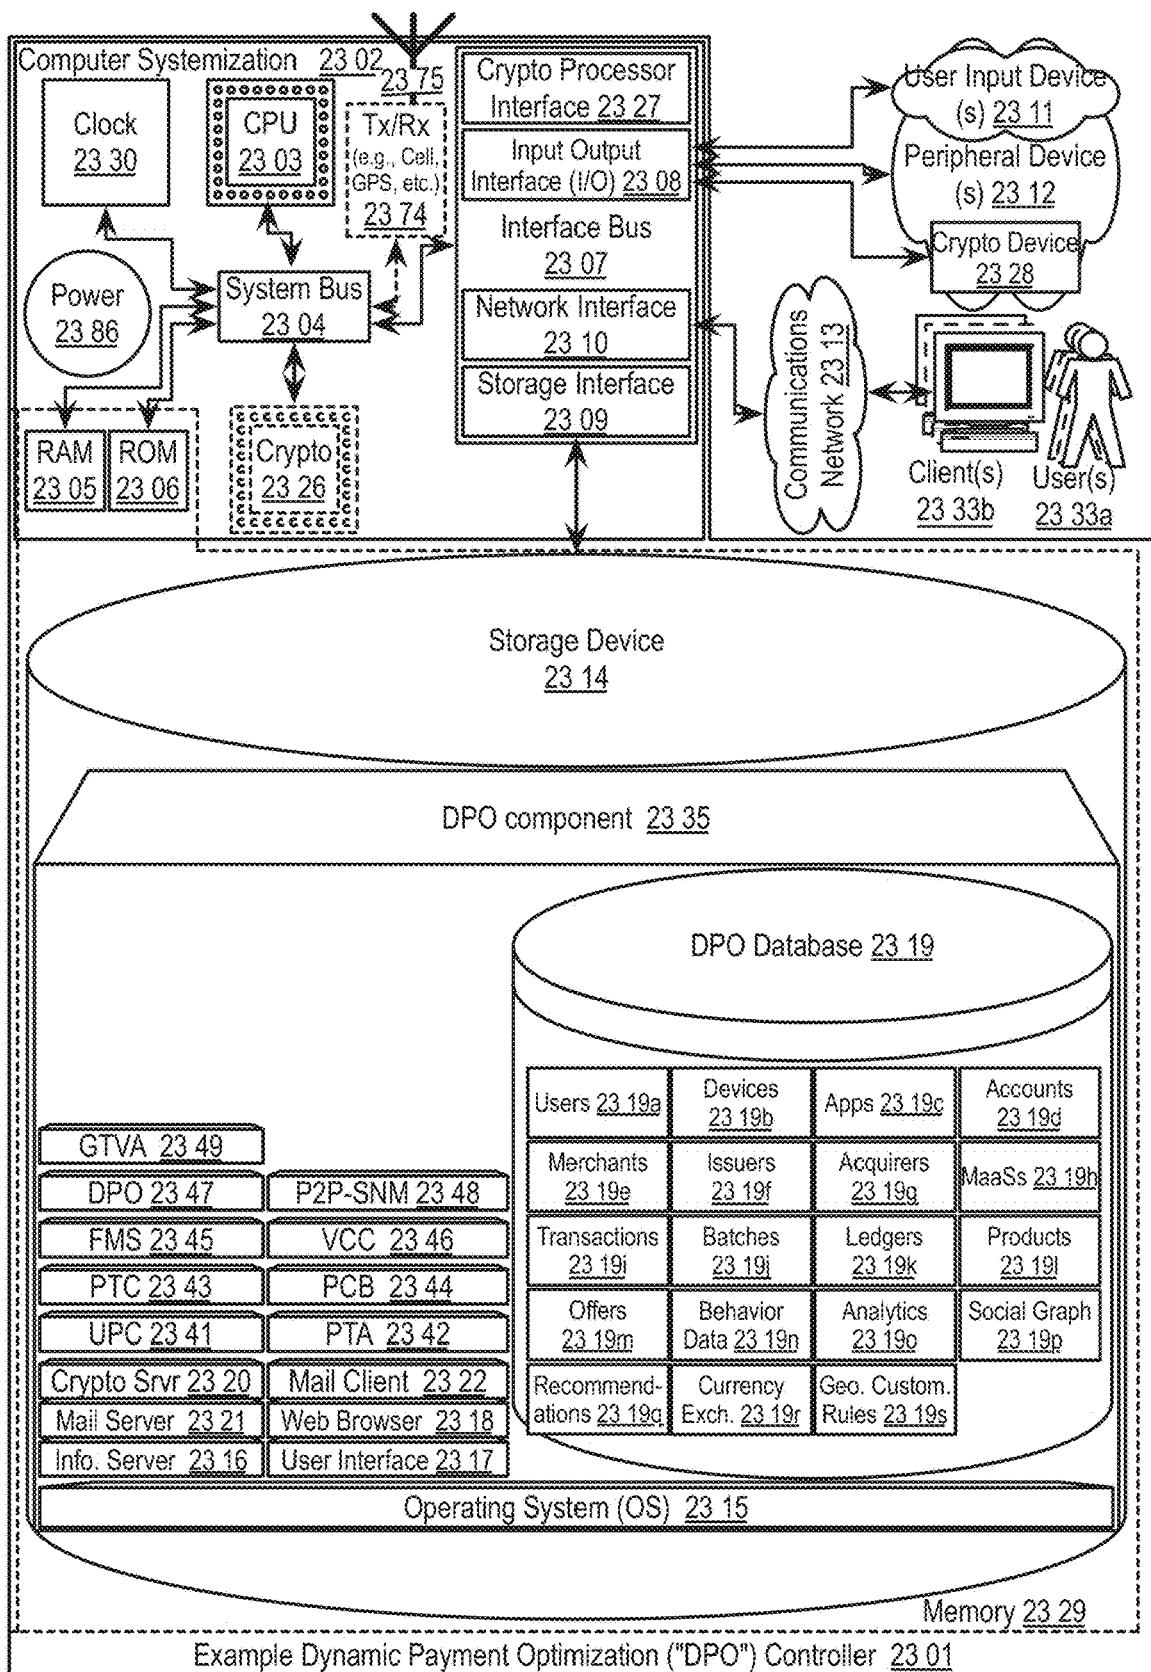 Computer Systemization 23 02
23 75
Clock
23 30
CPU
23 03
Tx/Rx
(e.g., Cell,
GPS, etc.)
23 74
Crypto Processor
Interface 23 27
Input Output
Interface (I/O) 23 08
Interface Bus
23 07
Network Interface
23 10
Storage Interface
23 09
User Input Device
(s) 23 11
Peripheral Device
(s) 23 12
Crypto Device
23 28
Power
23 86
System Bus
23 04
RAM
23 05
ROM
23 06
Crypto
23 26
Communications
Network 23 13
Client(s)
23 33b
User(s)
23 33a
Storage Device
23 14
DPO component 23 35
DPO Database 23 19
Users 23 19a
Devices
23 19b
Apps 23 19c
Accounts
23 19d
Merchants
23 19e
Issuers
23 19f
Acquirers
23 19g
MaaSs 23 19h
Transactions
23 19i
Batches
23 19j
Ledgers
23 19k
Products
23 19l
Offers
23 19m
Behavior
Data 23 19n
Analytics
23 19o
Social Graph
23 19p
Recommend-
ations 23 19q
Currency
Exch. 23 19r
Geo. Custom.
Rules 23 19s
GTVA 23 49
DPO 23 47
P2P-SNM 23 48
FMS 23 45
VCC 23 46
PTC 23 43
PCB 23 44
UPC 23 41
PTA 23 42
Crypto Srvr 23 20
Mail Client 23 22
Mail Server 23 21
Web Browser 23 18
Info. Server 23 16
User Interface 23 17
Operating System (OS) 23 15
Memory 23 29
Example Dynamic Payment Optimization ("DPO") Controller 23 01